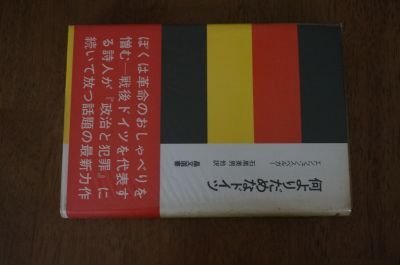 何よりだめなドイツ
エンツェンスベルガー
石黒英男他訳
晶文選書
ぼくは革命のおしゃべりを
憎む—戦後ドイツを代表す
る詩人が『政治と犯罪』に
続いて放つ話題の最新力作